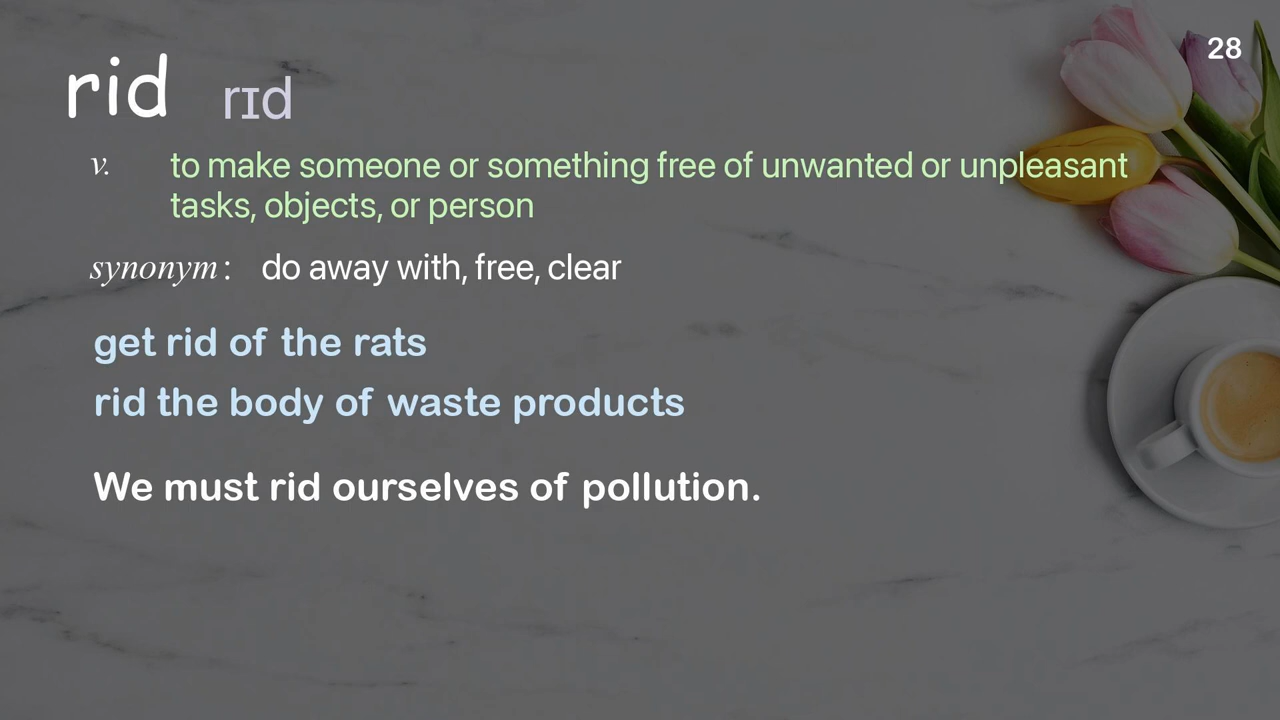 28
rid rɪd
v. to make someone or something free of unwanted or unpleasant
tasks, objects, or person
synonym: do away with, free, clear
get rid of the rats
rid the body of waste products
We must rid ourselves of pollution.